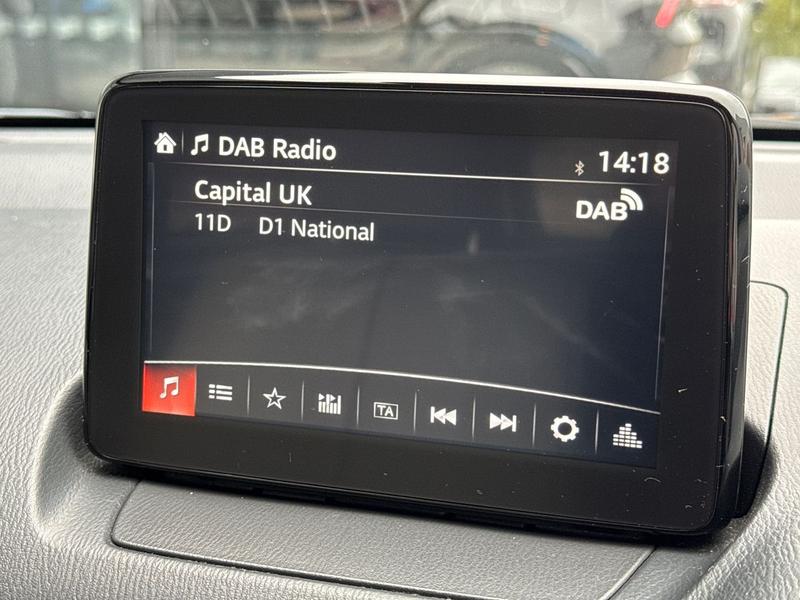 DAB Radio 14:18
Capital UK DAB
11D D1 National
TA